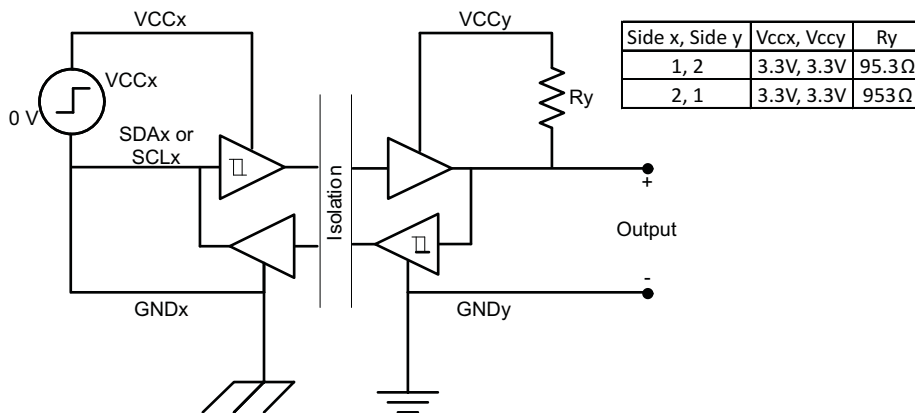 VCCx
VCCy
Side x, Side y Vccx, Vccy Ry
1, 2 3.3V, 3.3V 95.3Ω
2, 1 3.3V, 3.3V 953Ω
VCCx
0 V
Ry
SDAx or
SCLx
Isolation
+
Output
-
GNDx
GNDy